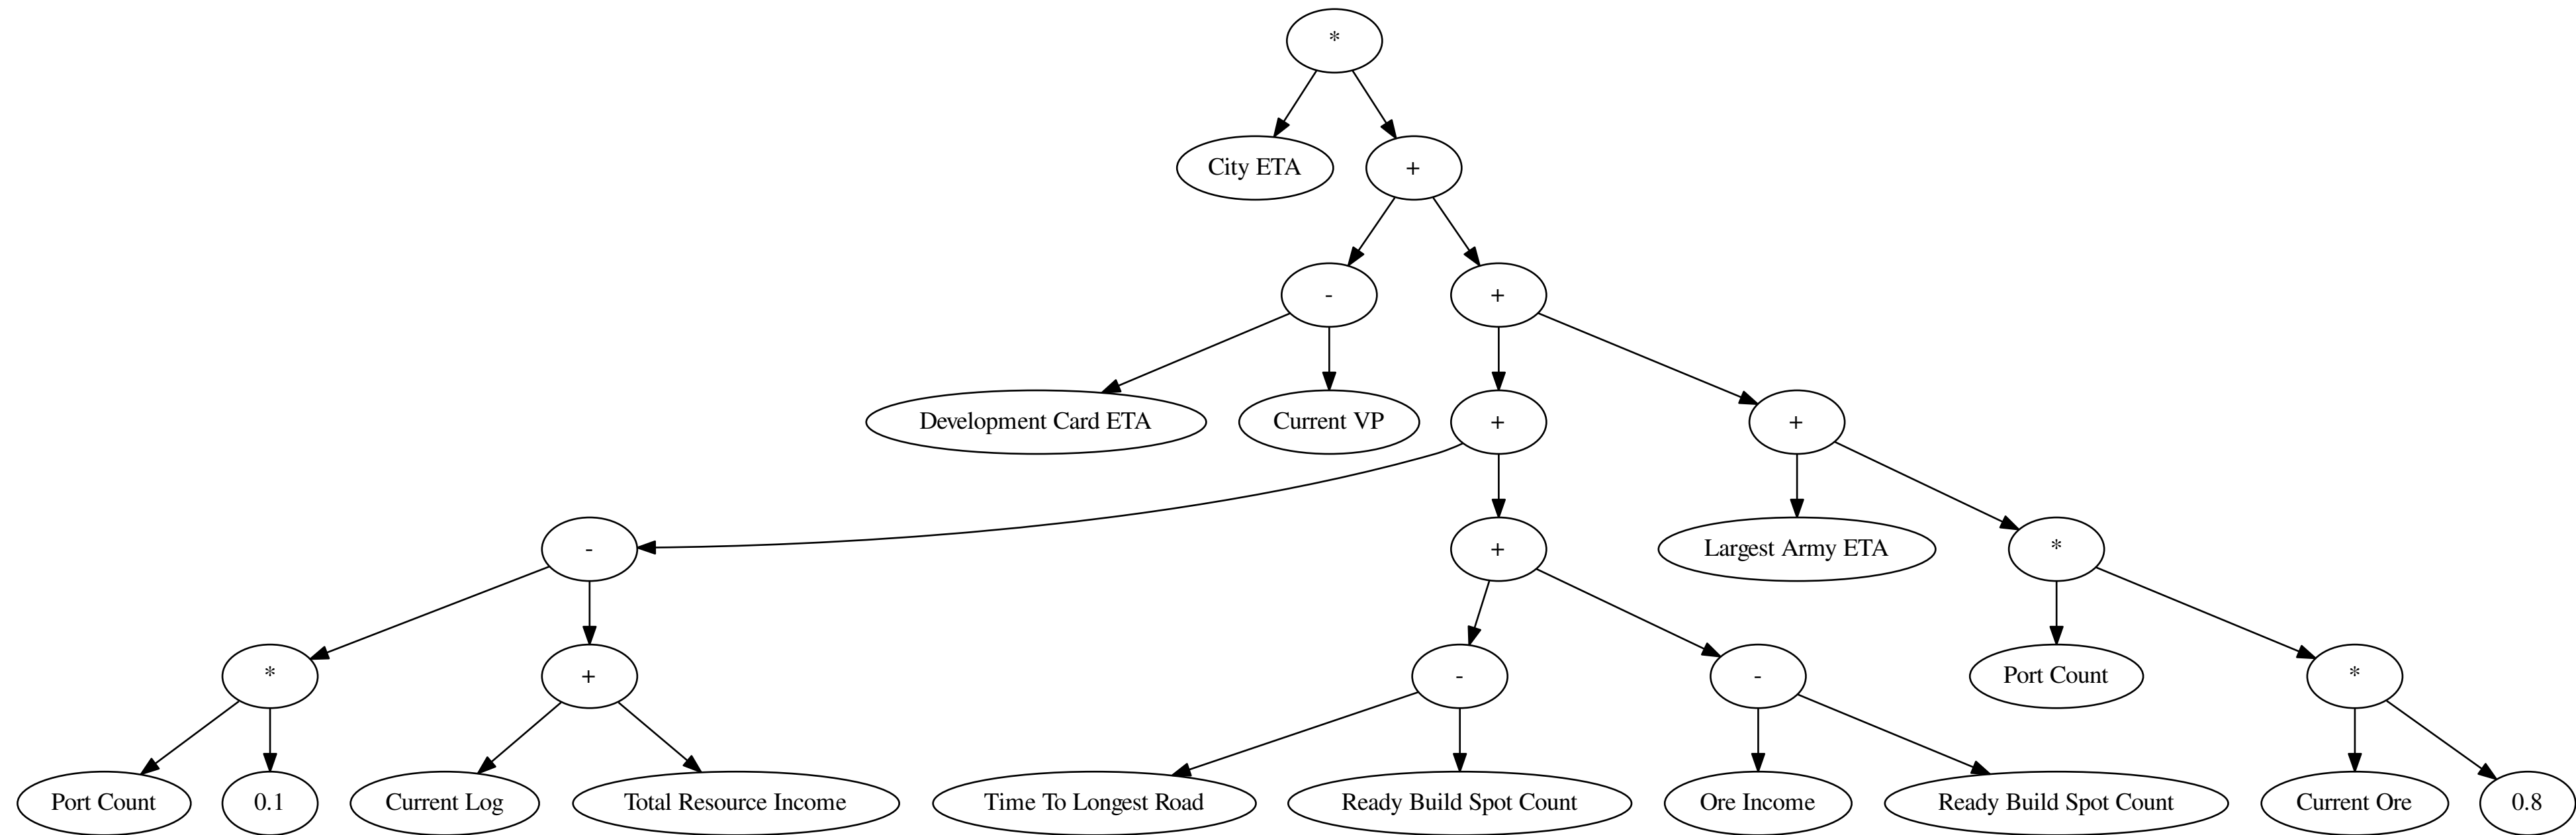 *
City ETA
+
-
+
Development Card ETA
Current VP
+
+
-
+
Largest Army ETA
*
*
+
-
-
Port Count
*
Port Count
0.1
Current Log
Total Resource Income
Time To Longest Road
Ready Build Spot Count
Ore Income
Ready Build Spot Count
Current Ore
0.8